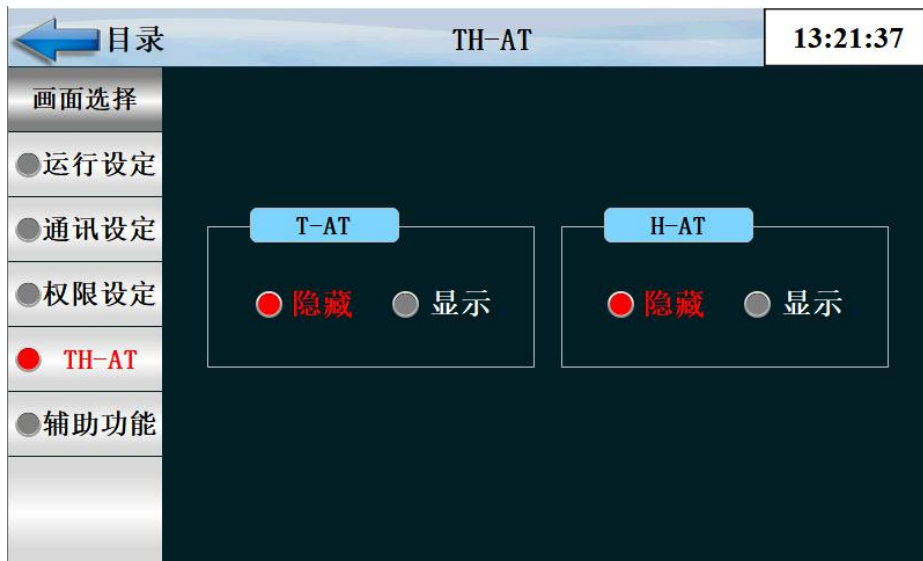 目录
TH-AT
13:21:37
画面选择
运行设定
通讯设定
权限设定
TH-AT
辅助功能
T-AT
隐藏 显示
H-AT
隐藏 显示